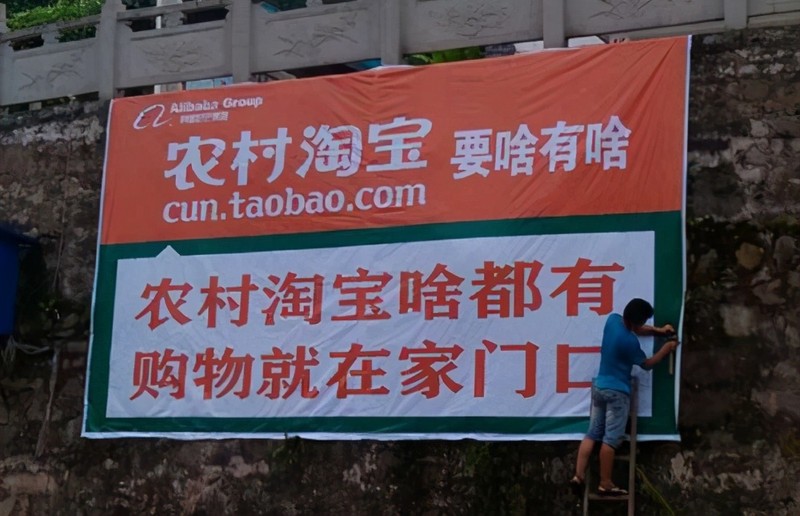 Alibaba Group
农村淘宝 要啥有啥
cun.taobao.com
农村淘宝啥都有
购物就在家门口